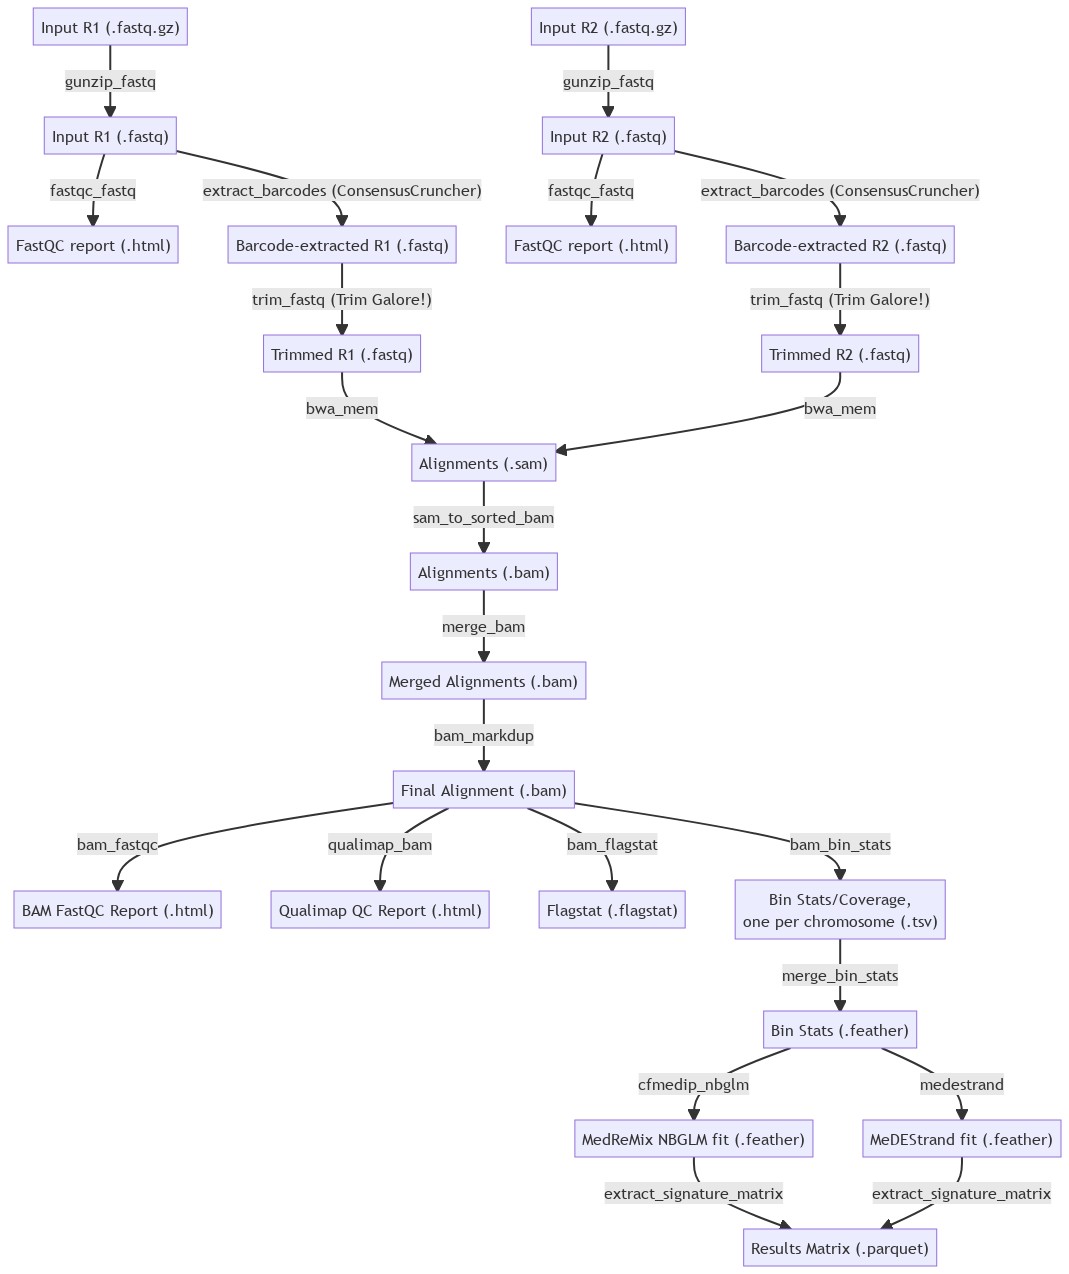 Input R1 (.fastq.gz)
Input R2 (.fastq.gz)
gunzip_fastq
gunzip_fastq
Input R1 (.fastq)
Input R2 (.fastq)
fastqc_fastq
extract_barcodes (ConsensusCruncher)
fastqc_fastq
extract_barcodes (ConsensusCruncher)
FastQC report (.html)
Barcode-extracted R1 (.fastq)
FastQC report (.html)
Barcode-extracted R2 (.fastq)
trim_fastq (Trim Galore!)
trim_fastq (Trim Galore!)
Trimmed R1 (.fastq)
Trimmed R2 (.fastq)
bwa_mem
bwa_mem
Alignments (.sam)
sam_to_sorted_bam
Alignments (.bam)
merge_bam
Merged Alignments (.bam)
bam_markdup
Final Alignment (.bam)
bam_fastqc
qualimap_bam
bam_flagstat
bam_bin_stats
BAM FastQC Report (.html)
Qualimap QC Report (.html)
Flagstat (.flagstat)
Bin Stats/Coverage,
one per chromosome (.tsv)
merge_bin_stats
Bin Stats (.feather)
cfmedip_nbglm
medestrand
MedReMix NBGLM fit (.feather)
MeDEStrand fit (.feather)
extract_signature_matrix
extract_signature_matrix
Results Matrix (.parquet)